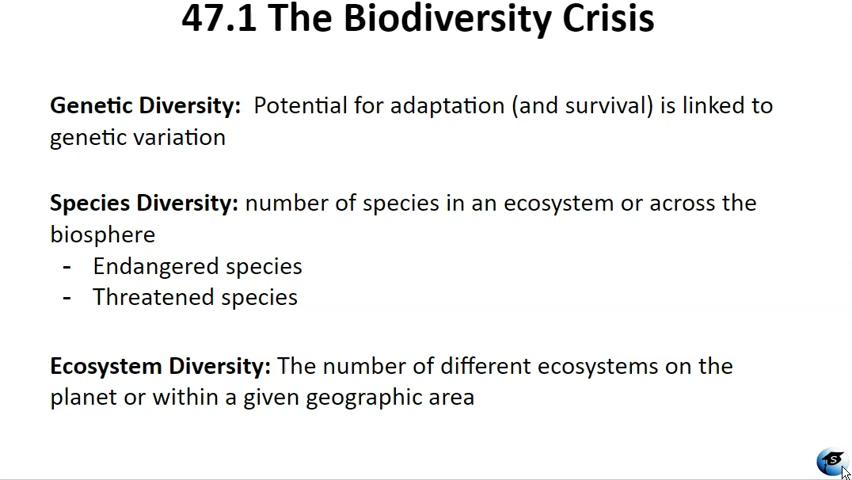 47.1 The Biodiversity Crisis
Genetic Diversity: Potential for adaptation (and survival) is linked to
genetic variation
Species Diversity: number of species in an ecosystem or across the
biosphere
- Endangered species
- Threatened species
Ecosystem Diversity: The number of different ecosystems on the
planet or within a given geographic area
S